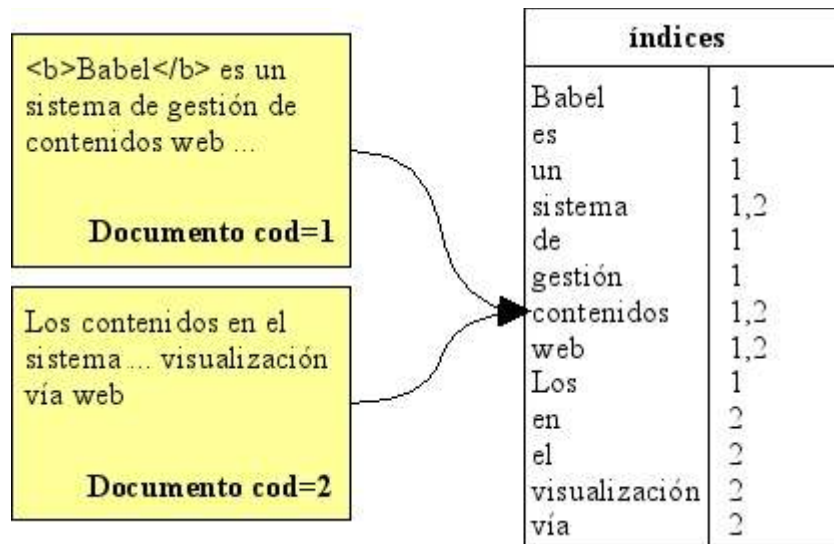 <b>Babel</b> es un
sistema de gestión de
contenidos web ...
Documento cod=1
Los contenidos en el
sistema ... visualización
vía web
Documento cod=2
índices
Babel 1
es 1
un 1
sistema 1,2
de 1
gestión 1
contenidos 1,2
web 1,2
Los 1
en 2
el 2
visualización 2
vía 2